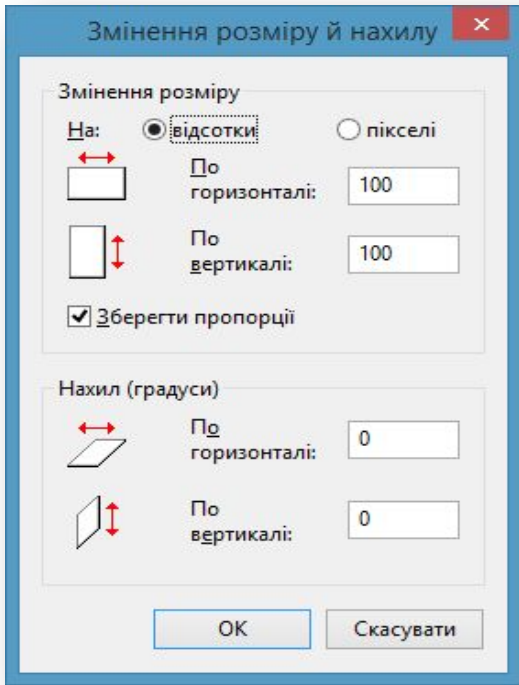 Змінення розміру й нахилу
Змінення розміру
На: відсотки пікселі
По
горизонталі: 100
По
вертикалі: 100
Зберегти пропорції
Нахил (градуси)
По
горизонталі: 0
По
вертикалі: 0
ОК Скасувати